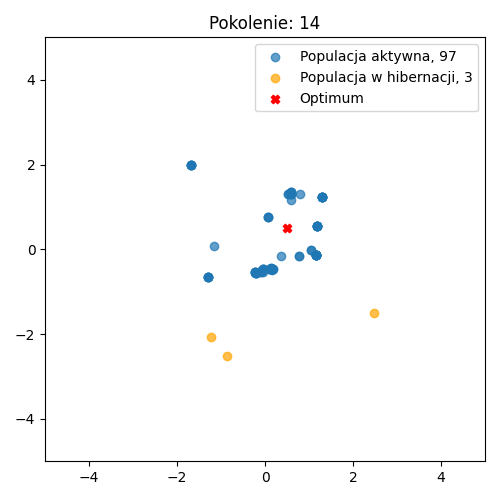 Pokolenie: 14
Populacja aktywna, 97
Populacja w hibernacji, 3
Optimum
4
2
0
−2
−4
−4 −2 0 2 4